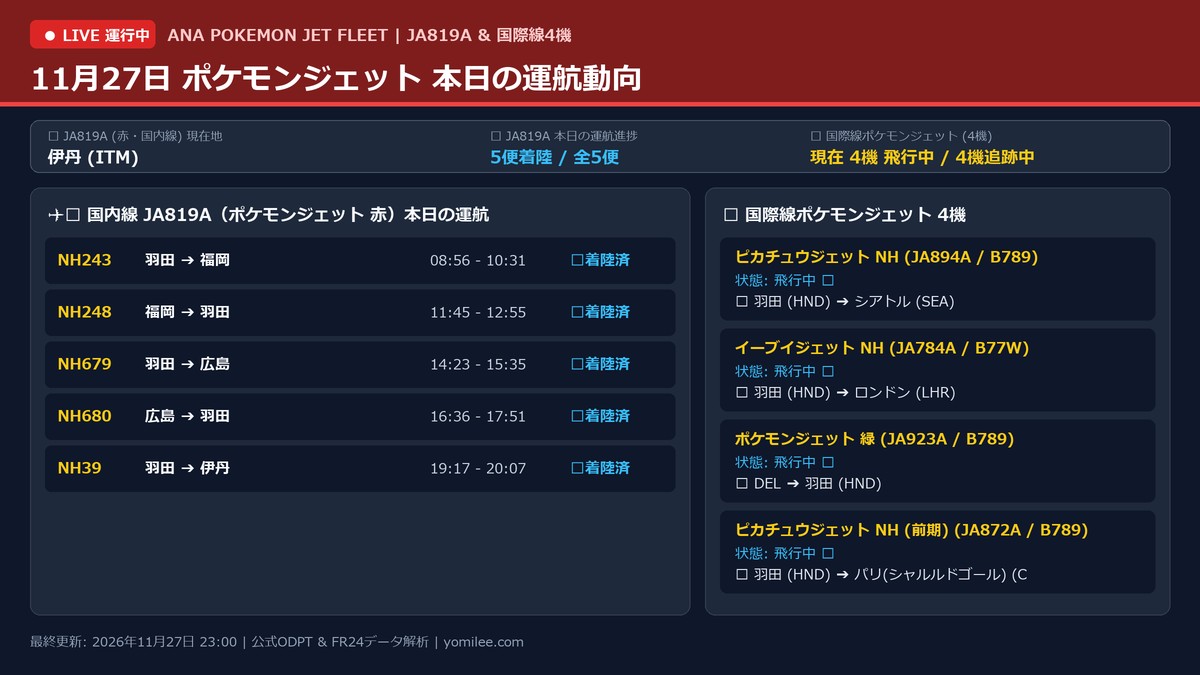 ● LIVE 運行中 ANA POKEMON JET FLEET | JA819A & 国際線4機
11月27日 ポケモンジェット 本日の運航動向
□ JA819A (赤・国内線) 現在地
伊丹 (ITM)
□ JA819A 本日の運航進捗
5便着陸 / 全5便
□ 国際線ポケモンジェット (4機)
現在 4機 飛行中 / 4機追跡中
✈□ 国内線 JA819A（ポケモンジェット 赤）本日の運航
NH243 羽田 → 福岡 08:56 - 10:31 □着陸済
NH248 福岡 → 羽田 11:45 - 12:55 □着陸済
NH679 羽田 → 広島 14:23 - 15:35 □着陸済
NH680 広島 → 羽田 16:36 - 17:51 □着陸済
NH39 羽田 → 伊丹 19:17 - 20:07 □着陸済
□ 国際線ポケモンジェット 4機
ピカチュウジェット NH (JA894A / B789)
状態: 飛行中 □
□ 羽田 (HND) ➔ シアトル (SEA)
イーブイジェット NH (JA784A / B77W)
状態: 飛行中 □
□ 羽田 (HND) ➔ ロンドン (LHR)
ポケモンジェット 緑 (JA923A / B789)
状態: 飛行中 □
□ DEL ➔ 羽田 (HND)
ピカチュウジェット NH (前期) (JA872A / B789)
状態: 飛行中 □
□ 羽田 (HND) ➔ パリ(シャルルドゴール) (C
最終更新: 2026年11月27日 23:00 | 公式ODPT & FR24データ解析 | yomilee.com